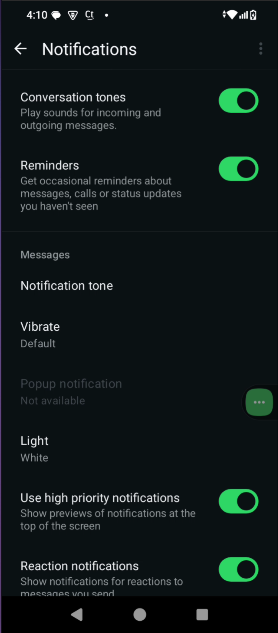 4:10
Notifications
Conversation tones
Play sounds for incoming and
outgoing messages.
Reminders
Get occasional reminders about
messages, calls or status updates
you haven't seen
Messages
Notification tone
Vibrate
Default
Popup notification
Not available
Light
White
Use high priority notifications
Show previews of notifications at the
top of the screen
Reaction notifications
Show notifications for reactions to
messages you send